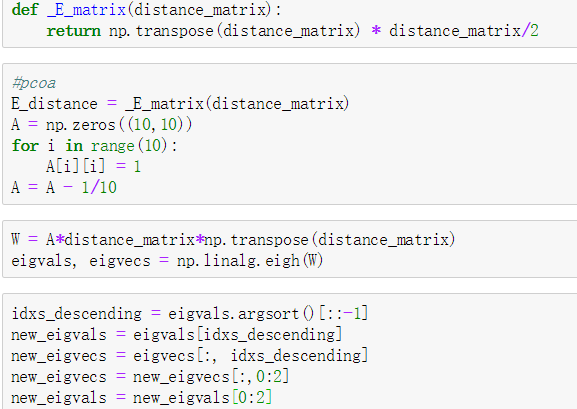 def _E_matrix(distance_matrix):
    return np.transpose(distance_matrix) * distance_matrix/2
#pcoa
E_distance = _E_matrix(distance_matrix)
A = np.zeros((10,10))
for i in range(10):
    A[i][i] = 1
A = A - 1/10
W = A*distance_matrix*np.transpose(distance_matrix)
eigvals, eigvecs = np.linalg.eigh(W)
idxs_descending = eigvals.argsort()[::-1]
new_eigvals = eigvals[idxs_descending]
new_eigvecs = eigvecs[:, idxs_descending]
new_eigvecs = new_eigvecs[:,0:2]
new_eigvals = new_eigvals[0:2]